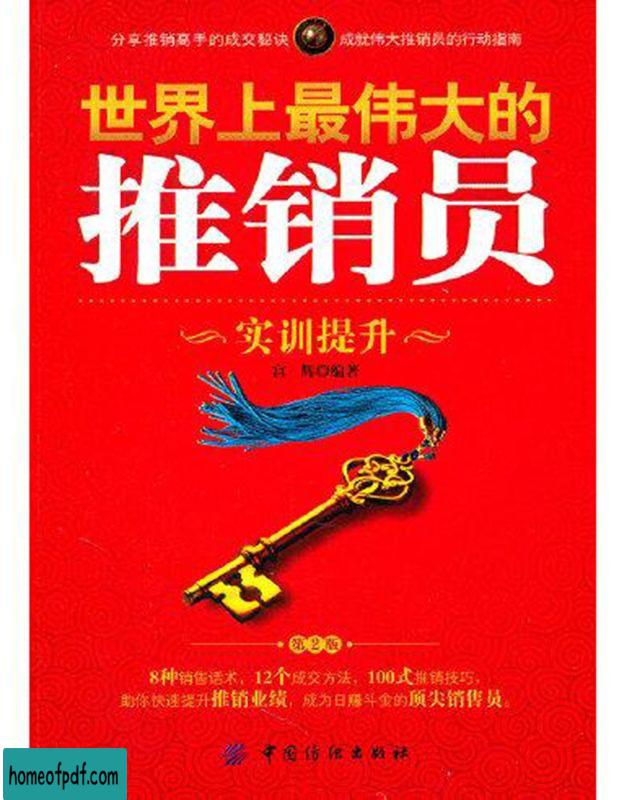 分享推销高手的成交秘诀 成就伟大推销员的行动指南
世界上最伟大的
推销员
实训提升
宫辉◎编著
第2版
8种销售话术,12个成交方法,100式推销技巧,
助你快速提升推销业绩,成为日赚斗金的顶尖销售员。
中国纺织出版社
homeofpdf.com